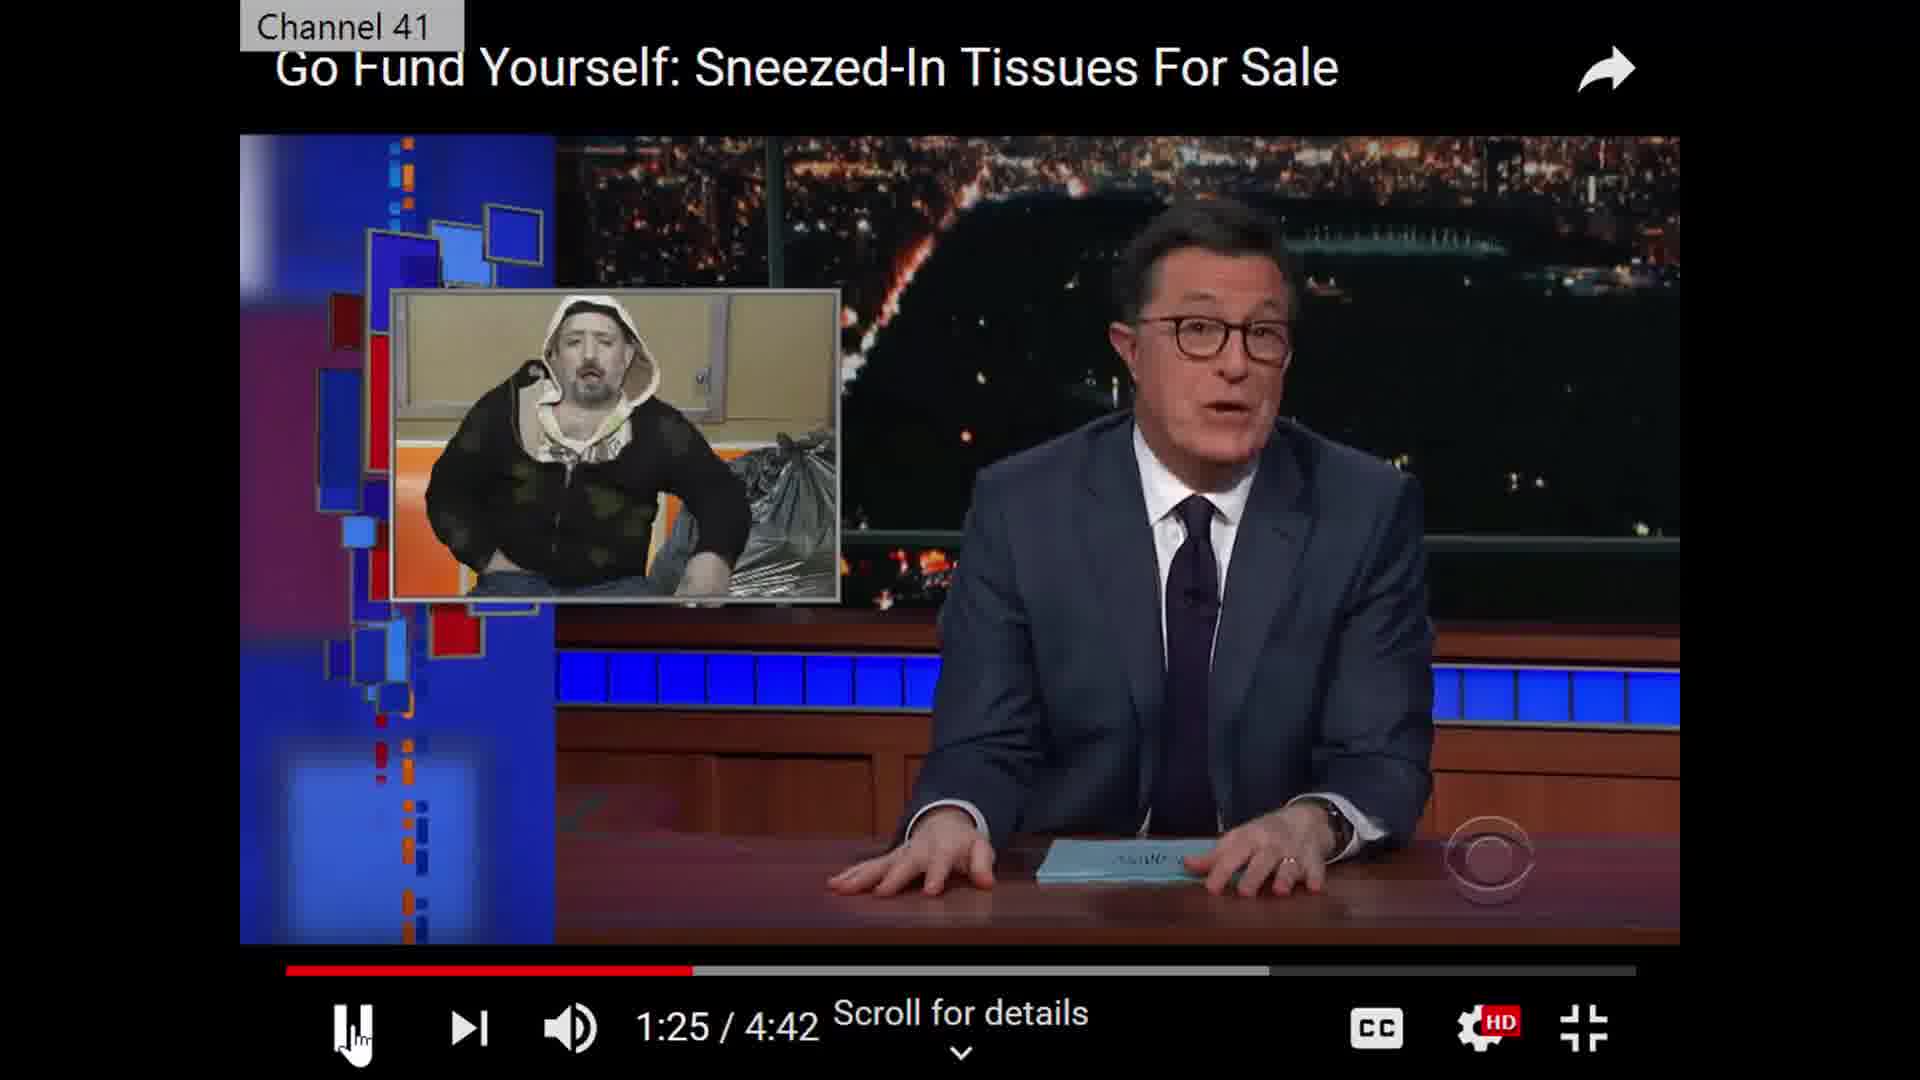 Channel 41
Go Fund Yourself: Sneezed-In Tissues For Sale
1:25 / 4:42
Scroll for details
CC
HD